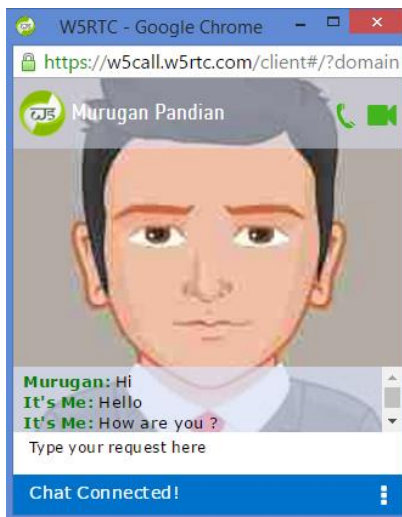 W5RTC - Google Chrome
https://w5call.w5rtc.com/client#/?domain
Murugan Pandian
Murugan: Hi
It's Me: Hello
It's Me: How are you ?
Type your request here
Chat Connected!